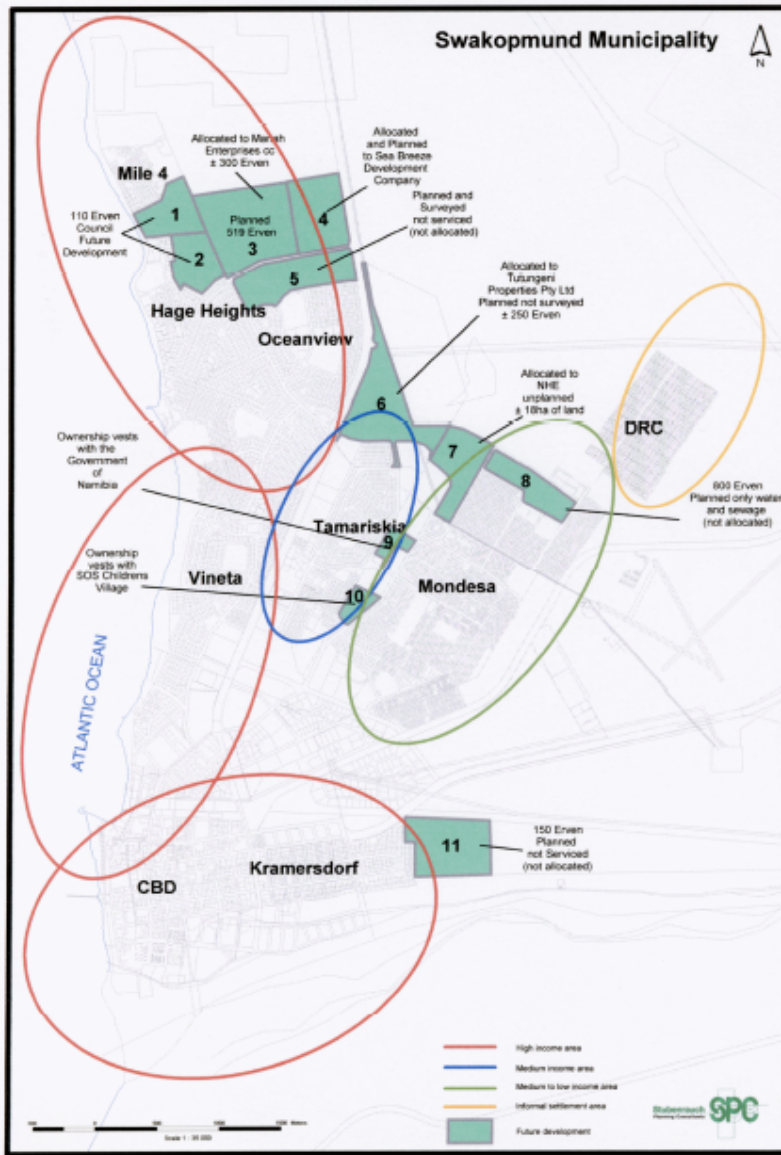 Swakopmund Municipality
N
Allocated to Manah
Enterprises cc
± 300 Erven
Allocated
and Planned
to Sea Breeze
Development
Company
Mile 4
110 Erven
Council
Future
Development
1
Planned
519 Erven
3
4
Planned and
Surveyed
not serviced
(not allocated)
2
5
Hage Heights
Oceanview
Allocated to
Tutungeni
Properties Pty Ltd
Planned not surveyed
± 250 Erven
6
Allocated to
NHE
unplanned
± 18ha of land
7
DRC
Ownership vests
with the
Government
of
Namibia
8
800 Erven
Planned only water
and sewage
(not allocated)
Tamariskia
9
Ownership
vests with
SOS Childrens
Village
Vineta
10
Mondesa
ATLANTIC OCEAN
11
150 Erven
Planned
not Serviced
(not allocated)
Kramersdorf
CBD
High income area
Medium income area
Medium to low income area
Informal settlement area
Future development
Stubenrauch
Planning Consultants
SPC
0
Meters